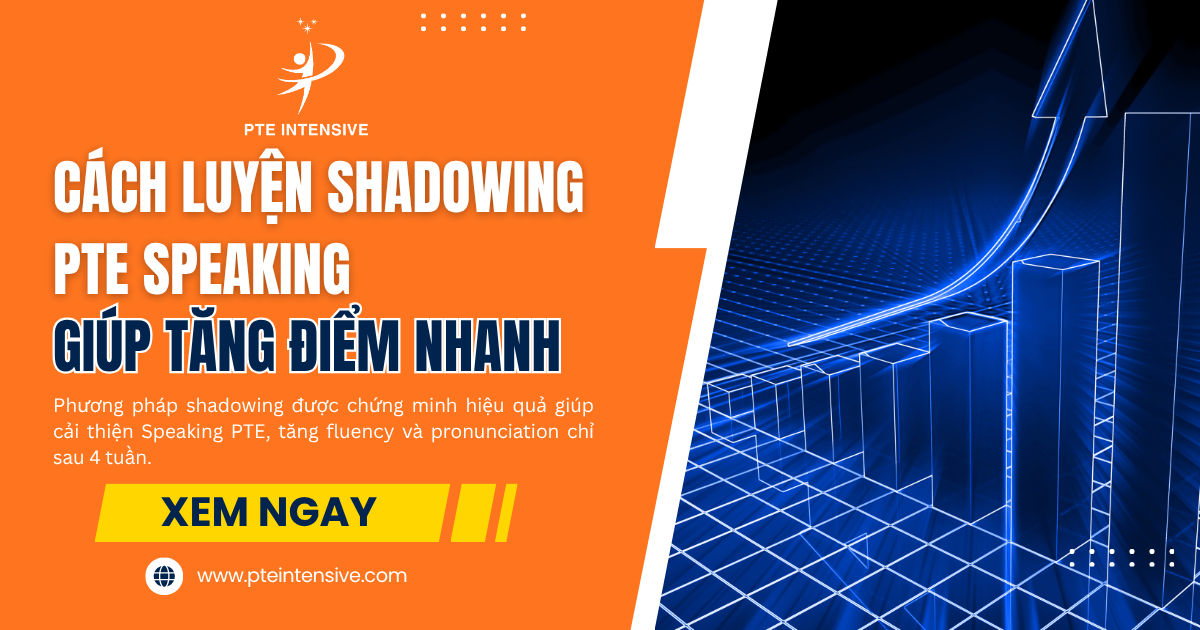 PTE INTENSIVE
CÁCH LUYỆN SHADOWING
PTE SPEAKING
GIÚP TĂNG ĐIỂM NHANH
Phương pháp shadowing được chứng minh hiệu quả giúp
cải thiện Speaking PTE, tăng fluency và pronunciation chỉ
sau 4 tuần.
XEM NGAY
www.pteintensive.com